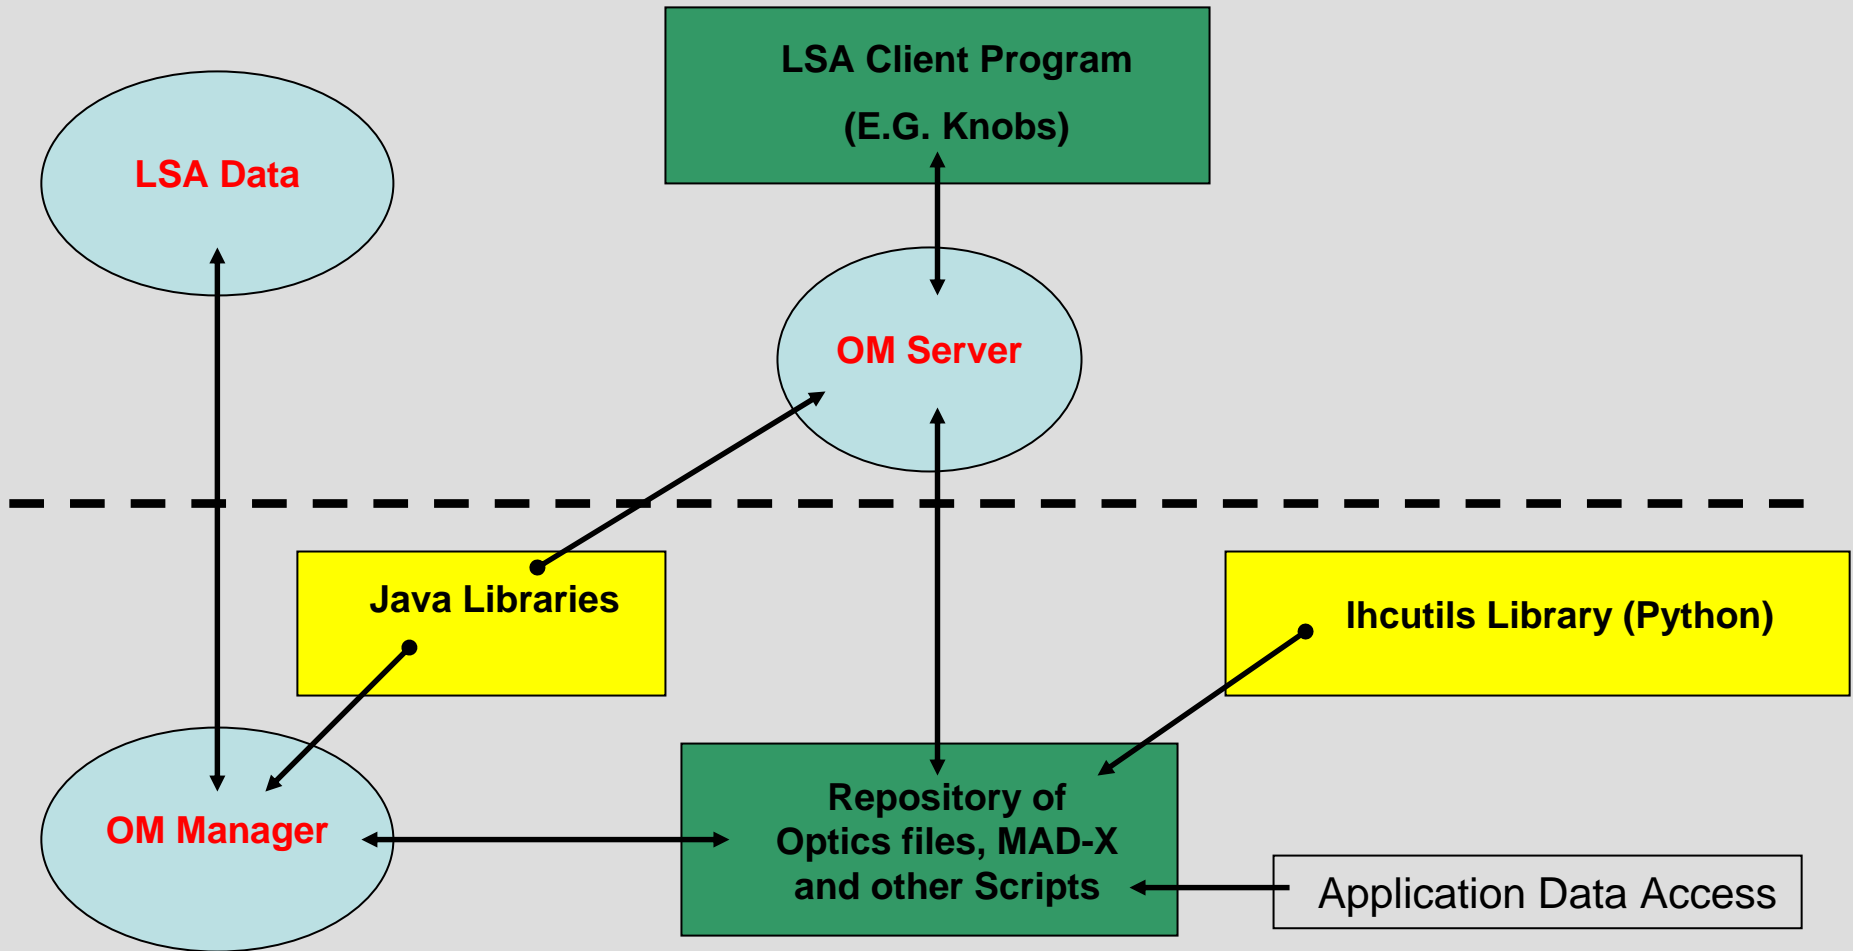 LSA Client Program
(E.G. Knobs)
LSA Data
OM Server
Java Libraries
lhcutils Library (Python)
OM Manager
Repository of
Optics files, MAD-X
and other Scripts
Application Data Access